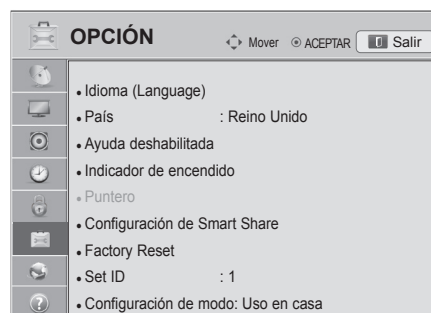 OPCIÓN Mover ACEPTAR Salir
• Idioma (Language)
• País : Reino Unido
• Ayuda deshabilitada
• Indicador de encendido
• Puntero
• Configuración de Smart Share
• Factory Reset
• Set ID : 1
• Configuración de modo: Uso en casa